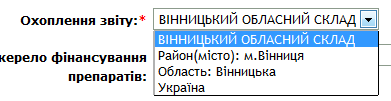 Охоплення звіту:* ВІННИЦЬКИЙ ОБЛАСНИЙ СКЛАД
ВІННИЦЬКИЙ ОБЛАСНИЙ СКЛАД
жерело фінансування Район(місто): м.Вінниця
препаратів: Область: Вінницька
Україна